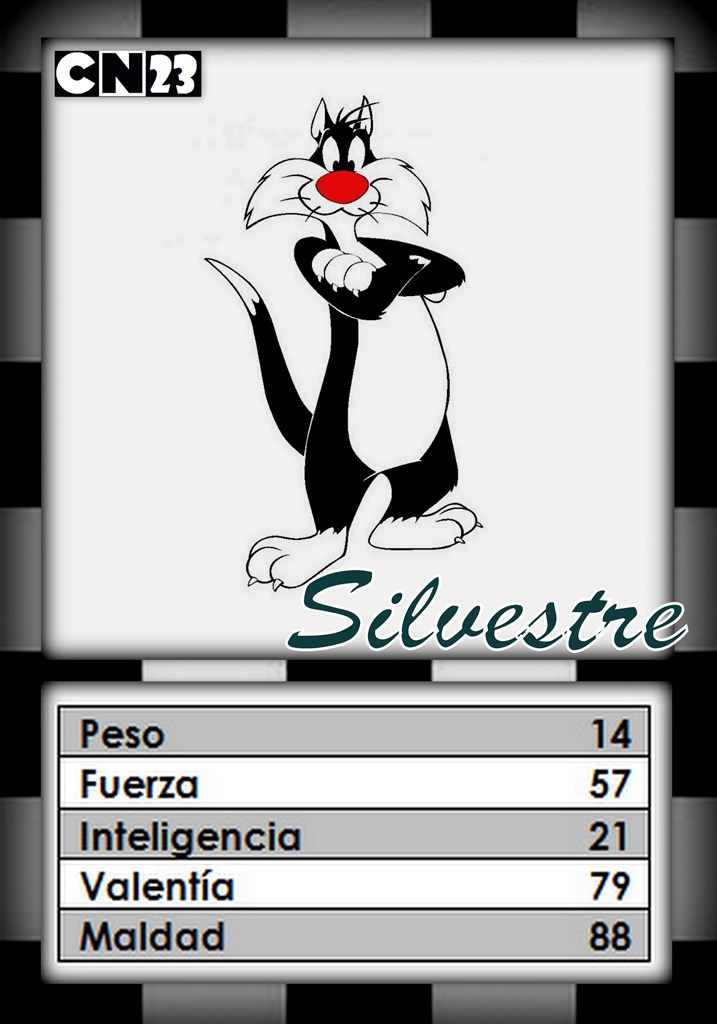 CN23
Silvestre
Peso 14
Fuerza 57
Inteligencia 21
Valentía 79
Maldad 88